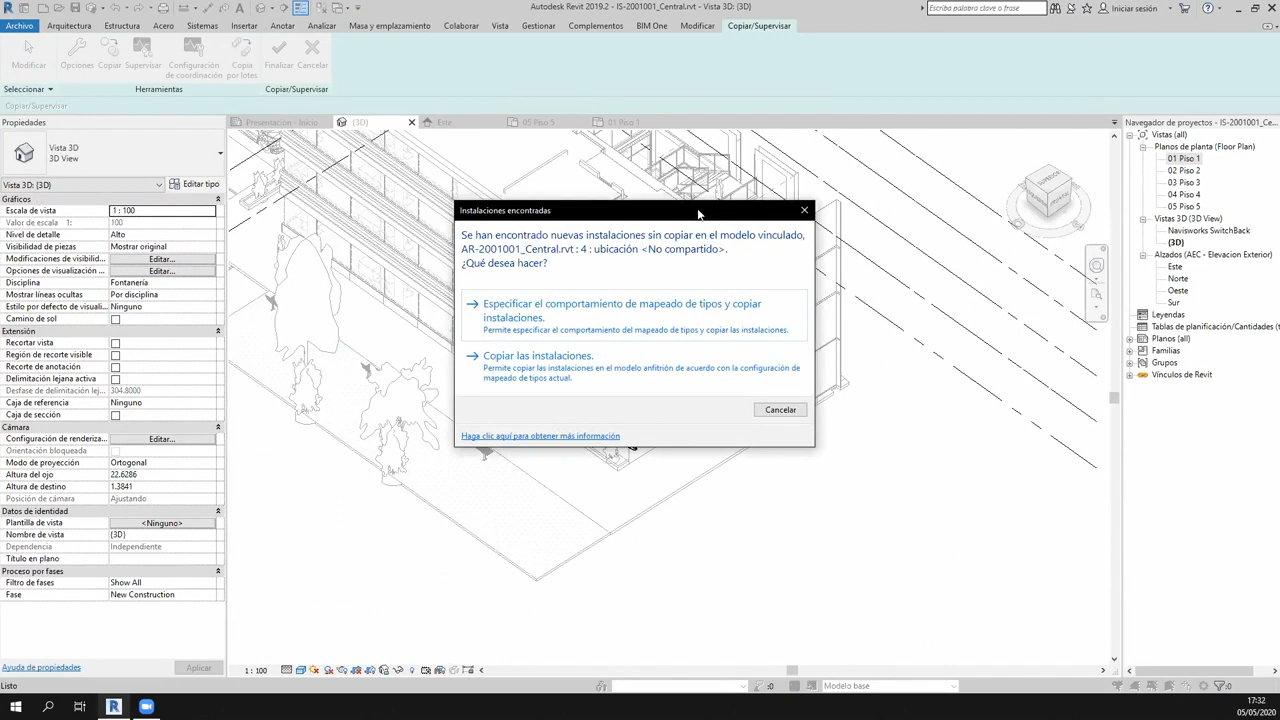 Autodesk Revit 2019.2 - IS-2001001_Central.rvt - Vista 3D: {3D}
Escriba palabra clave o frase
Iniciar sesión
Archivo Arquitectura Estructura Acero Sistemas Insertar Anotar Analizar Masa y emplazamiento Colaborar Vista Gestionar Complementos BIM One Modificar Copiar/Supervisar
Modificar Opciones Copiar Supervisar Configuración de coordinación Copia por lotes Finalizar Cancelar
Seleccionar Herramientas Copiar/Supervisar
Copiar/Supervisar
Propiedades
Presentación - Inicio {3D} Este 05 Piso 5 01 Piso 1
Navegador de proyectos - IS-2001001_Ce...
Vista 3D
3D View
Vista 3D: {3D}
Editar tipo
Gráficos
Escala de vista 1 : 100
Valor de escala 1: 100
Nivel de detalle Alto
Visibilidad de piezas Mostrar original
Modificaciones de visibilid... Editar...
Opciones de visualización ... Editar...
Disciplina Fontanería
Mostrar líneas ocultas Por disciplina
Estilo por defecto de visuali... Ninguno
Camino de sol
Extensión
Recortar vista
Región de recorte visible
Recorte de anotación
Delimitación lejana activa
Desfase de delimitación lej... 304.8000
Caja de referencia Ninguno
Caja de sección
Cámara
Configuración de renderiza... Editar...
Orientación bloqueada
Modo de proyección Ortogonal
Altura del ojo 22.6286
Altura de destino 1.3841
Posición de cámara Ajustando
Datos de identidad
Plantilla de vista <Ninguno>
Nombre de vista {3D}
Dependencia Independiente
Título en plano
Proceso por fases
Filtro de fases Show All
Fase New Construction
Ayuda de propiedades
Aplicar
Instalaciones encontradas
Se han encontrado nuevas instalaciones sin copiar en el modelo vinculado,
AR-2001001_Central.rvt : 4 : ubicación <No compartido>.
¿Qué desea hacer?
Especificar el comportamiento de mapeado de tipos y copiar
instalaciones.
Permite especificar el comportamiento del mapeado de tipos y copiar las instalaciones.
Copiar las instalaciones.
Permite copiar las instalaciones en el modelo anfitrión de acuerdo con la configuración de
mapeado de tipos actual.
Cancelar
Haga clic aquí para obtener más información
Vistas (all)
Planos de planta (Floor Plan)
01 Piso 1
02 Piso 2
03 Piso 3
04 Piso 4
05 Piso 5
Vistas 3D (3D View)
Navisworks SwitchBack
{3D}
Alzados (AEC - Elevacion Exterior)
Este
Norte
Oeste
Sur
Leyendas
Tablas de planificación/Cantidades (t
Planos (all)
Familias
Grupos
Vínculos de Revit
1 : 100
Listo
:0
Modelo base
:0
17:32
05/05/2020